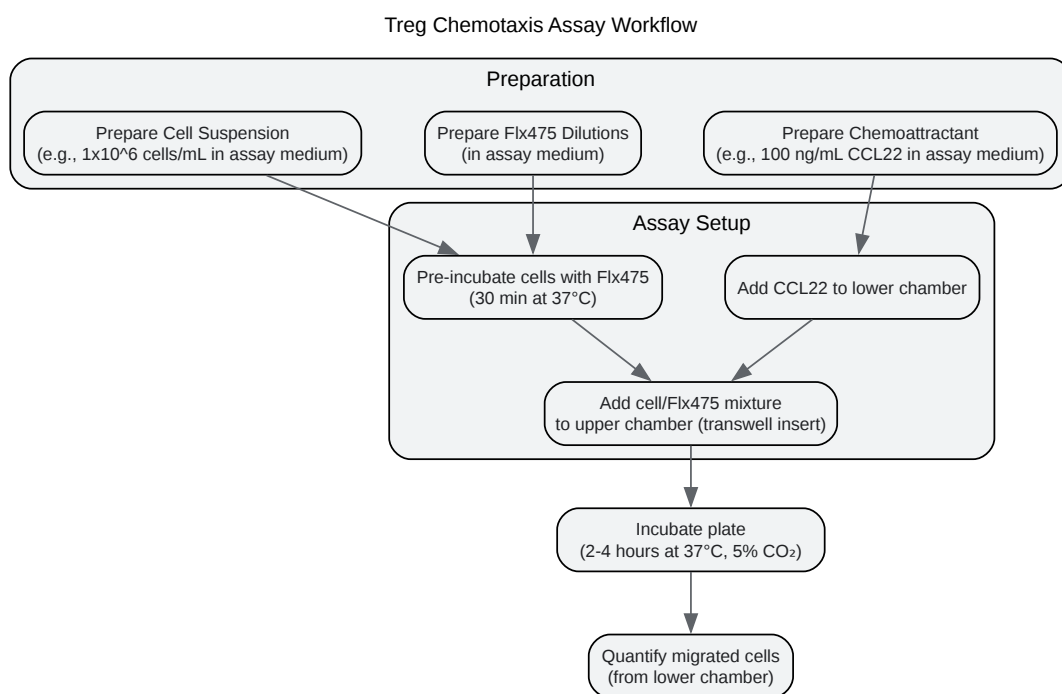 Treg Chemotaxis Assay Workflow
Preparation
Prepare Cell Suspension
(e.g., 1x10^6 cells/mL in assay medium)
Prepare Flx475 Dilutions
(in assay medium)
Prepare Chemoattractant
(e.g., 100 ng/mL CCL22 in assay medium)
Assay Setup
Pre-incubate cells with Flx475
(30 min at 37°C)
Add CCL22 to lower chamber
Add cell/Flx475 mixture
to upper chamber (transwell insert)
Incubate plate
(2-4 hours at 37°C, 5% CO₂)
Quantify migrated cells
(from lower chamber)